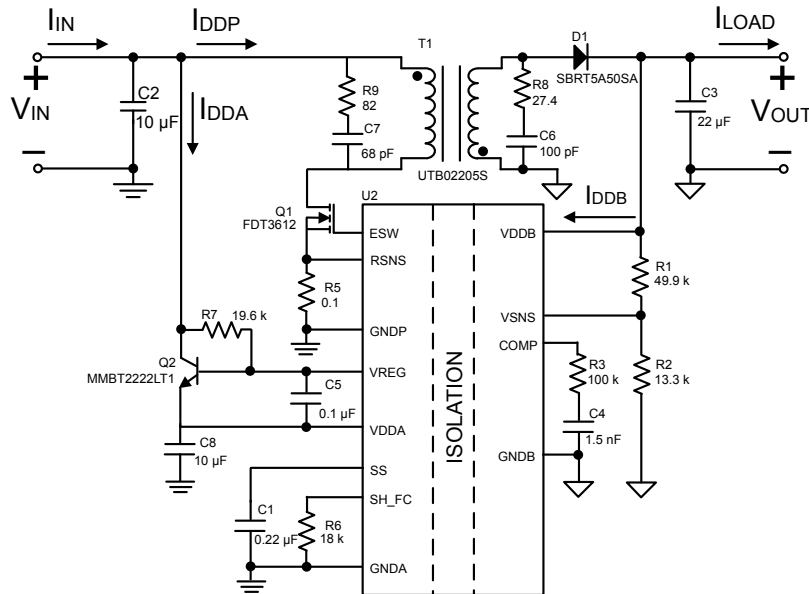 IIN
IDDP
T1
D1
ILOAD
SBRT5A50SA
+
VIN
–
C2
10 µF
IDDA
R9
82
C7
68 pF
R8
27.4
C6
100 pF
C3
22 µF
+
VOUT
–
UTB02205S
Q1
FDT3612
U2
IDDB
ESW
VDDB
RSNS
R1
49.9 k
R5
0.1
R7
19.6 k
VSNS
GNDP
COMP
Q2
MMBT2222LT1
R3
100 k
R2
13.3 k
VREG
C5
0.1 µF
ISOLATION
C4
1.5 nF
VDDA
C8
10 µF
GNDB
SS
SH_FC
C1
0.22 µF
R6
18 k
GNDA